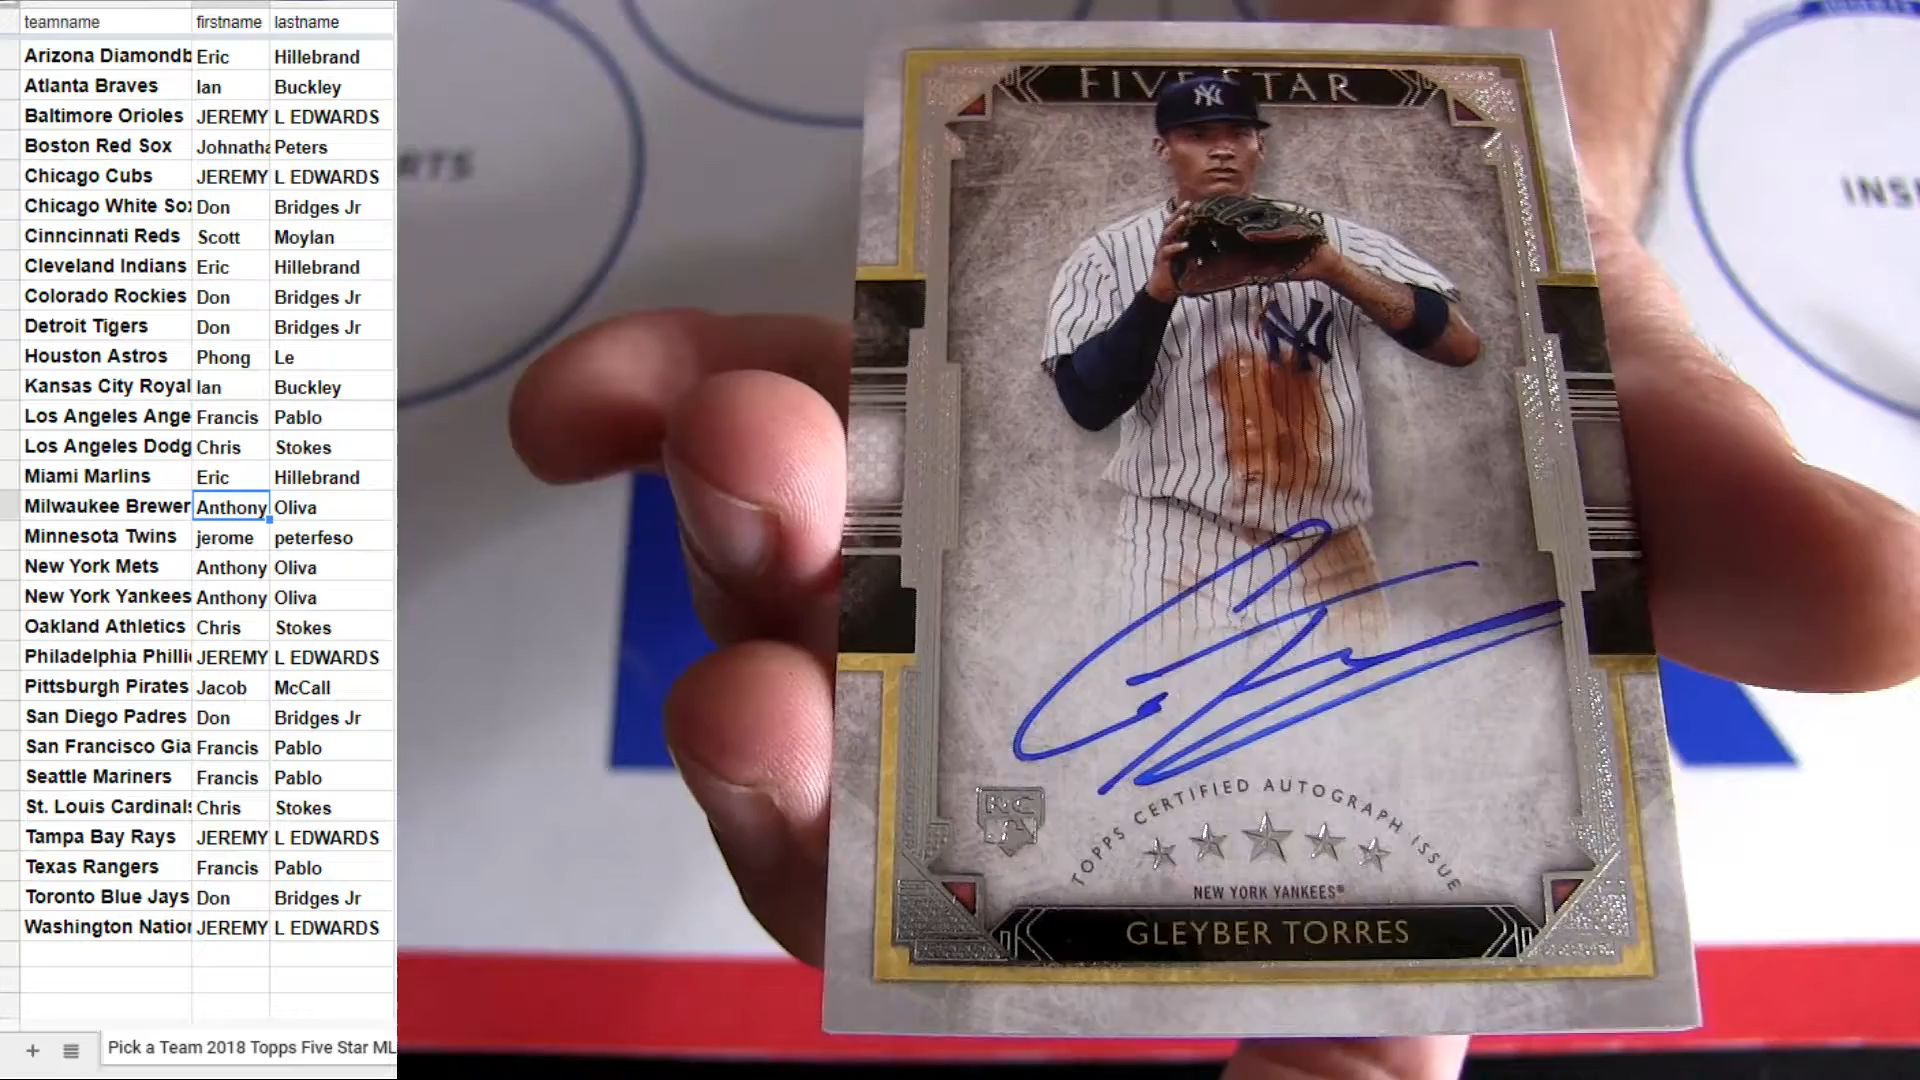 teamname firstname lastname
Arizona Diamondb Eric Hillebrand
Atlanta Braves Ian Buckley
Baltimore Orioles JEREMY L EDWARDS
Boston Red Sox Johnatha Peters
Chicago Cubs JEREMY L EDWARDS
Chicago White Sox Don Bridges Jr
Cinncinnati Reds Scott Moylan
Cleveland Indians Eric Hillebrand
Colorado Rockies Don Bridges Jr
Detroit Tigers Don Bridges Jr
Houston Astros Phong Le
Kansas City Royal Ian Buckley
Los Angeles Ange Francis Pablo
Los Angeles Dodg Chris Stokes
Miami Marlins Eric Hillebrand
Milwaukee Brewer Anthony Oliva
Minnesota Twins jerome peterfeso
New York Mets Anthony Oliva
New York Yankees Anthony Oliva
Oakland Athletics Chris Stokes
Philadelphia Philli JEREMY L EDWARDS
Pittsburgh Pirates Jacob McCall
San Diego Padres Don Bridges Jr
San Francisco Gia Francis Pablo
Seattle Mariners Francis Pablo
St. Louis Cardinals Chris Stokes
Tampa Bay Rays JEREMY L EDWARDS
Texas Rangers Francis Pablo
Toronto Blue Jays Don Bridges Jr
Washington Nation JEREMY L EDWARDS
Pick a Team 2018 Topps Five Star ML
FIVE STAR
NY
NY
RC
TOPPS CERTIFIED AUTOGRAPH ISSUE
NEW YORK YANKEES®
GLEYBER TORRES